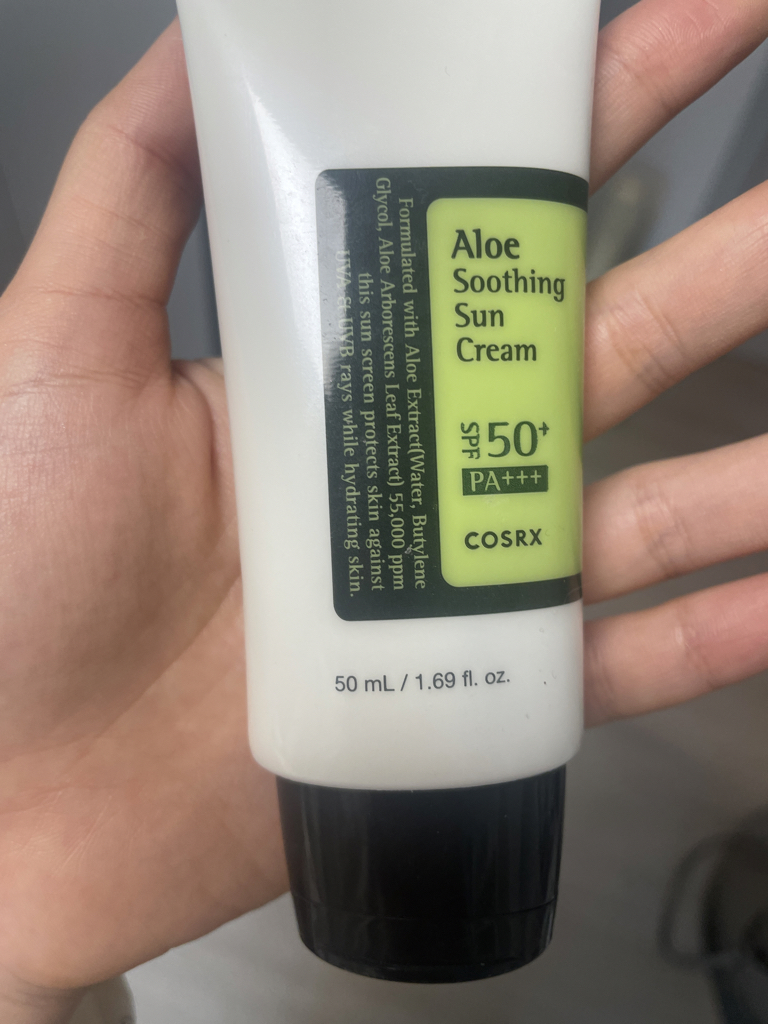 Aloe
Soothing
Sun
Cream
SPF 50+
PA+++
COSRX
Formulated with Aloe Extract(Water, Butylene
Glycol, Aloe Arborescens Leaf Extract) 55,000 ppm
this sun screen protects skin against
UVA & UVB rays while hydrating skin.
50 mL / 1.69 fl. oz.